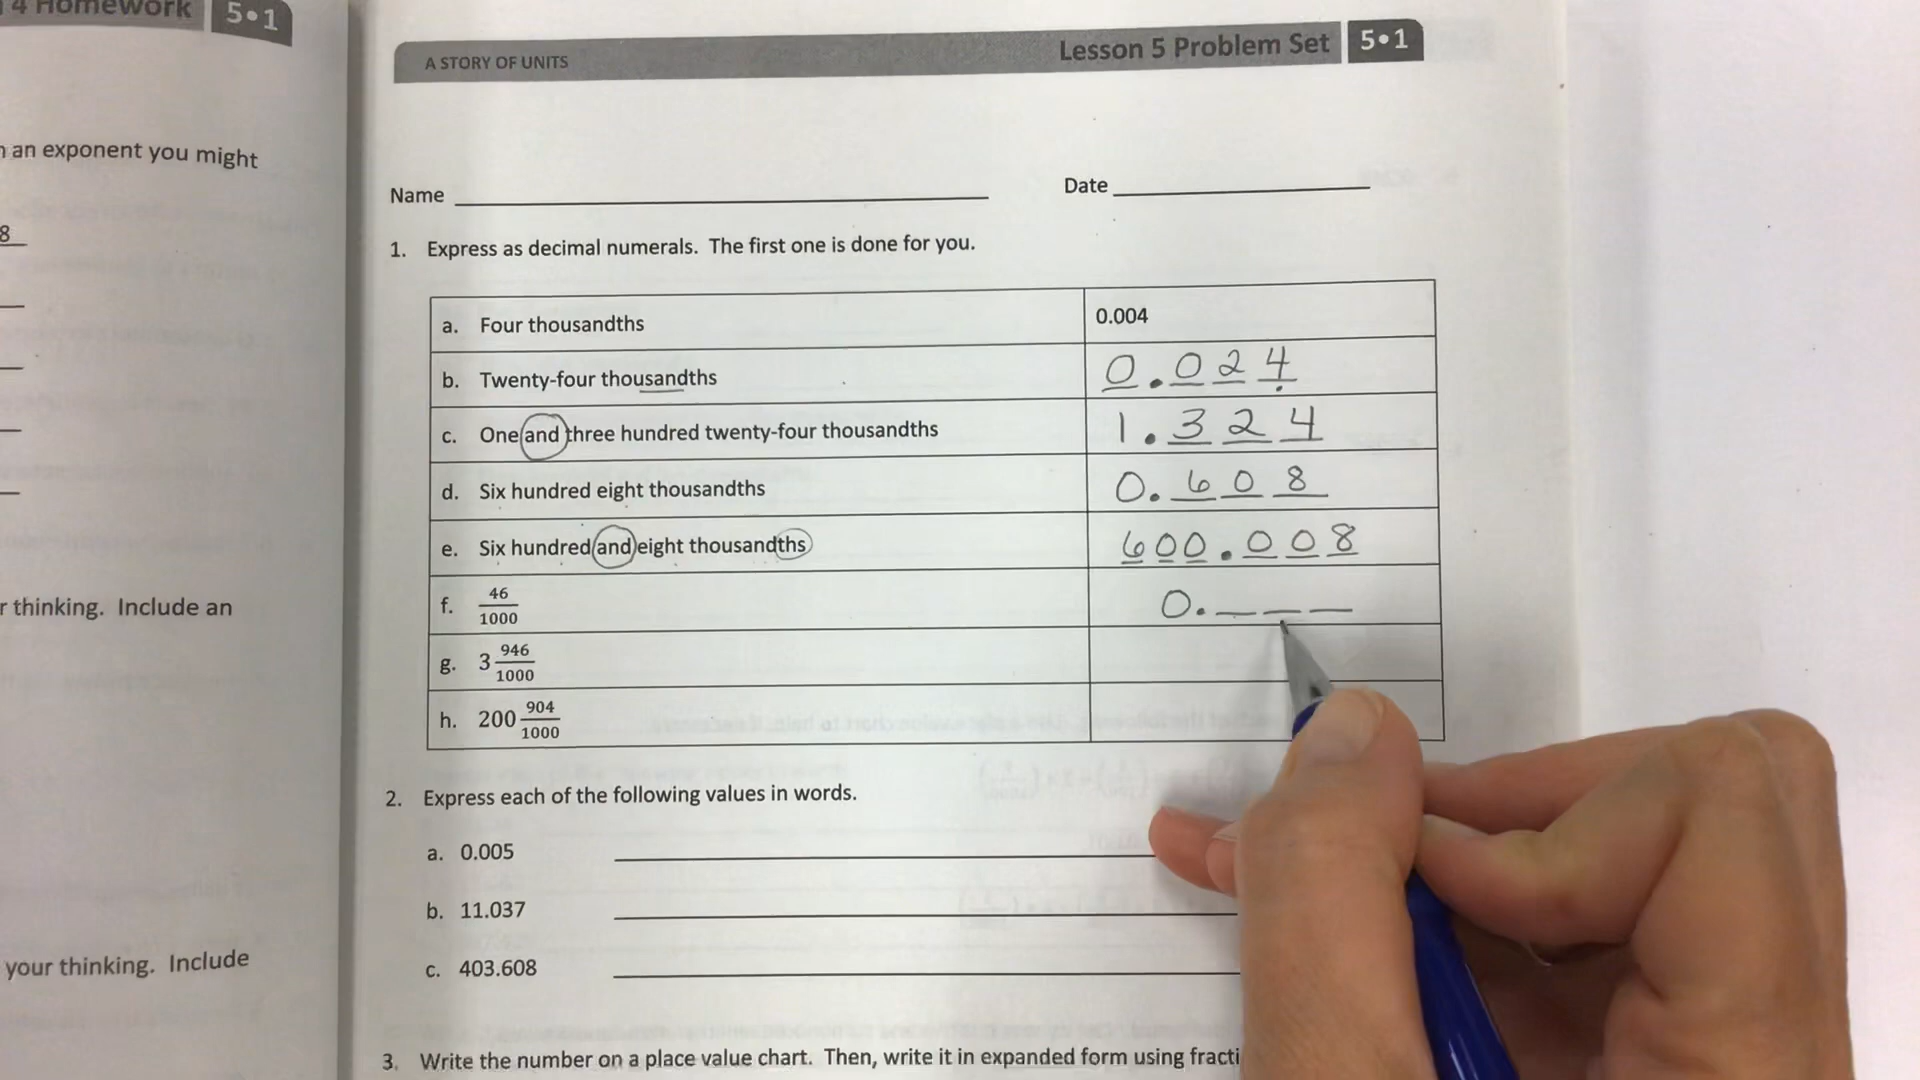 4 Homework 5•1
n an exponent you might
8
r thinking. Include an
your thinking. Include
A STORY OF UNITS Lesson 5 Problem Set 5•1
Name Date
1. Express as decimal numerals. The first one is done for you.
a. Four thousandths 0.004
b. Twenty-four thousandths 0.024
c. One and three hundred twenty-four thousandths 1.324
d. Six hundred eight thousandths 0.608
e. Six hundred and eight thousandths 600.008
f. 46/1000 0.___
g. 3 946/1000
h. 200 904/1000
2. Express each of the following values in words.
a. 0.005
b. 11.037
c. 403.608
3. Write the number on a place value chart. Then, write it in expanded form using fracti